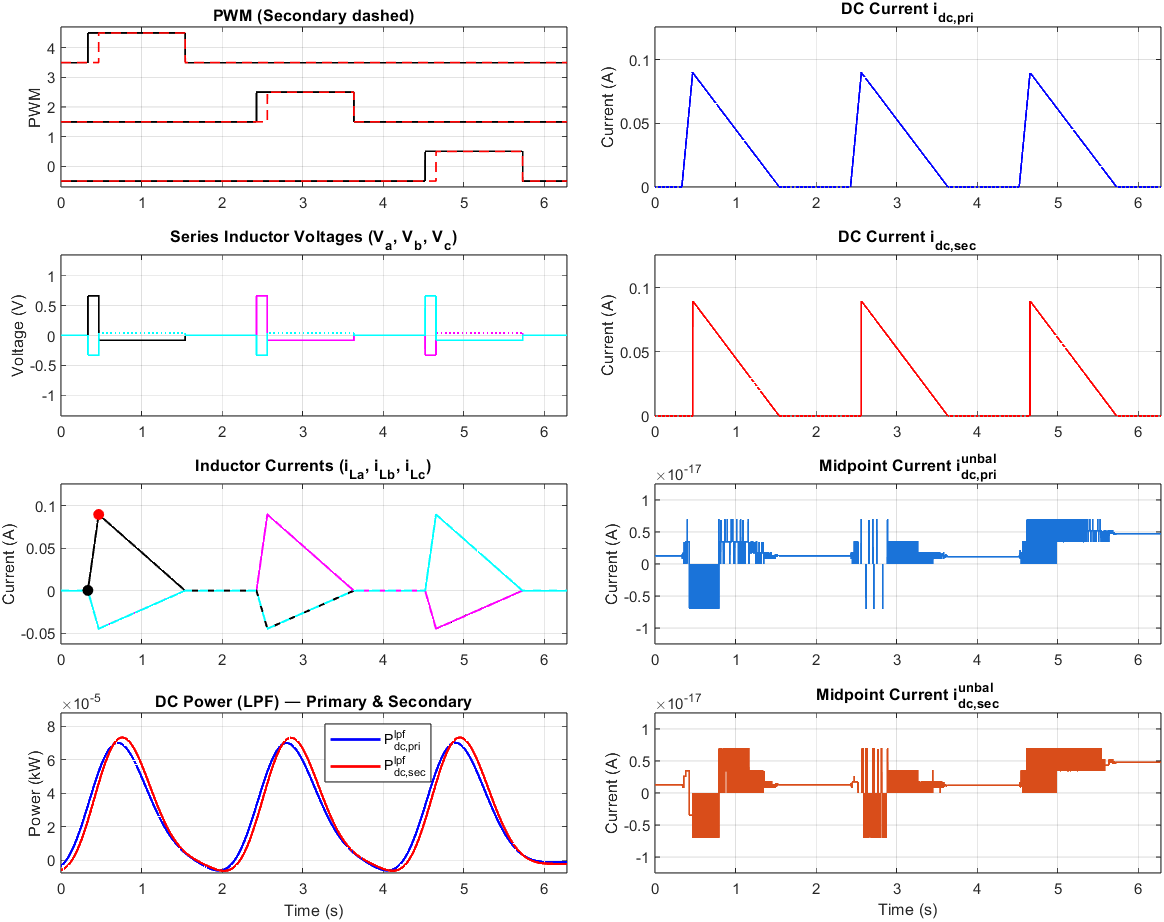 PWM (Secondary dashed)
PWM
4
3
2
1
0
0 1 2 3 4 5 6
DC Current i_dc,pri
Current (A)
0.1
0.05
0
0 1 2 3 4 5 6
Series Inductor Voltages (V_a, V_b, V_c)
Voltage (V)
1
0.5
0
-0.5
-1
0 1 2 3 4 5 6
DC Current i_dc,sec
Current (A)
0.1
0.05
0
0 1 2 3 4 5 6
Inductor Currents (i_La, i_Lb, i_Lc)
Current (A)
0.1
0.05
0
-0.05
0 1 2 3 4 5 6
Midpoint Current i_dc,pri^unbal
×10^-17
Current (A)
1
0.5
0
-0.5
-1
0 1 2 3 4 5 6
DC Power (LPF) — Primary & Secondary
×10^-5
Power (kW)
8
6
4
2
0
P_dc,pri^lpf
P_dc,sec^lpf
0 1 2 3 4 5 6
Time (s)
Midpoint Current i_dc,sec^unbal
×10^-17
Current (A)
1
0.5
0
-0.5
-1
0 1 2 3 4 5 6
Time (s)